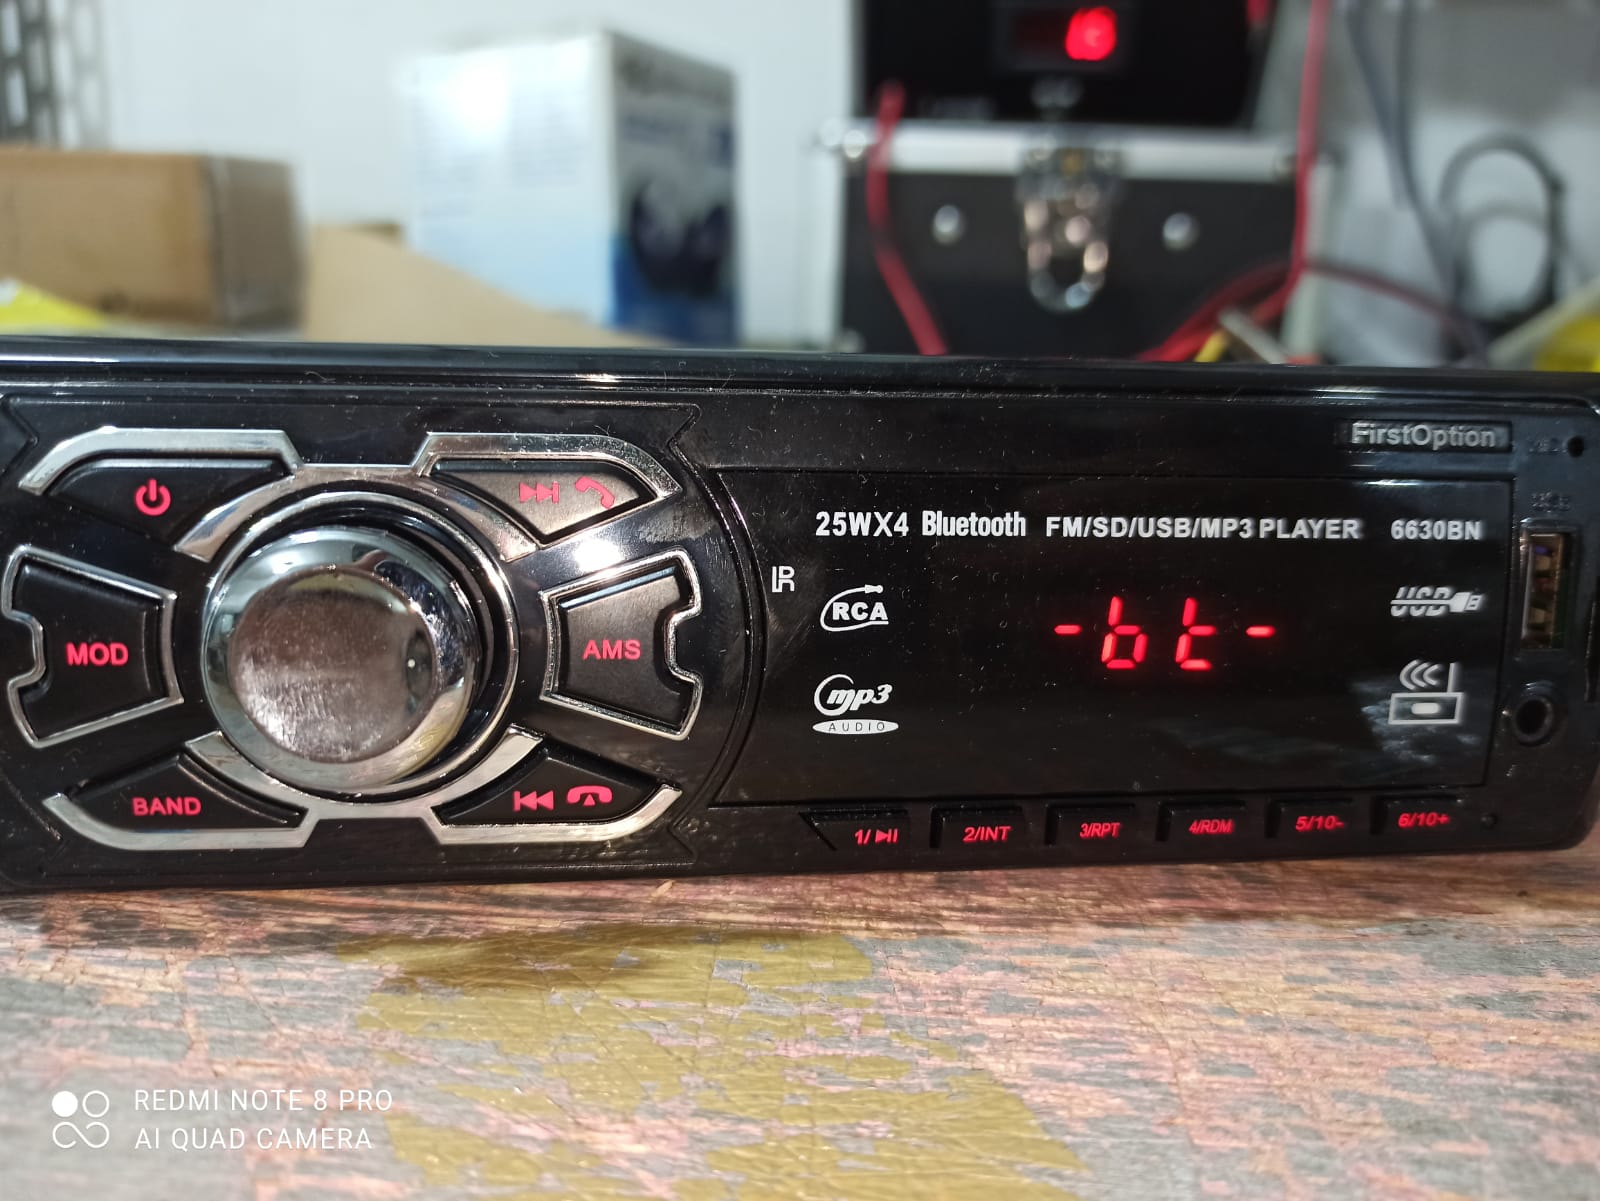 FirstOption
25WX4 Bluetooth FM/SD/USB/MP3 PLAYER 6630BN
IR
RCA
USB
mp3
AUDIO
-bt-
MOD
AMS
BAND
1/
2/INT
3/RPT
4/RDM
5/10-
6/10+
REDMI NOTE 8 PRO
AI QUAD CAMERA